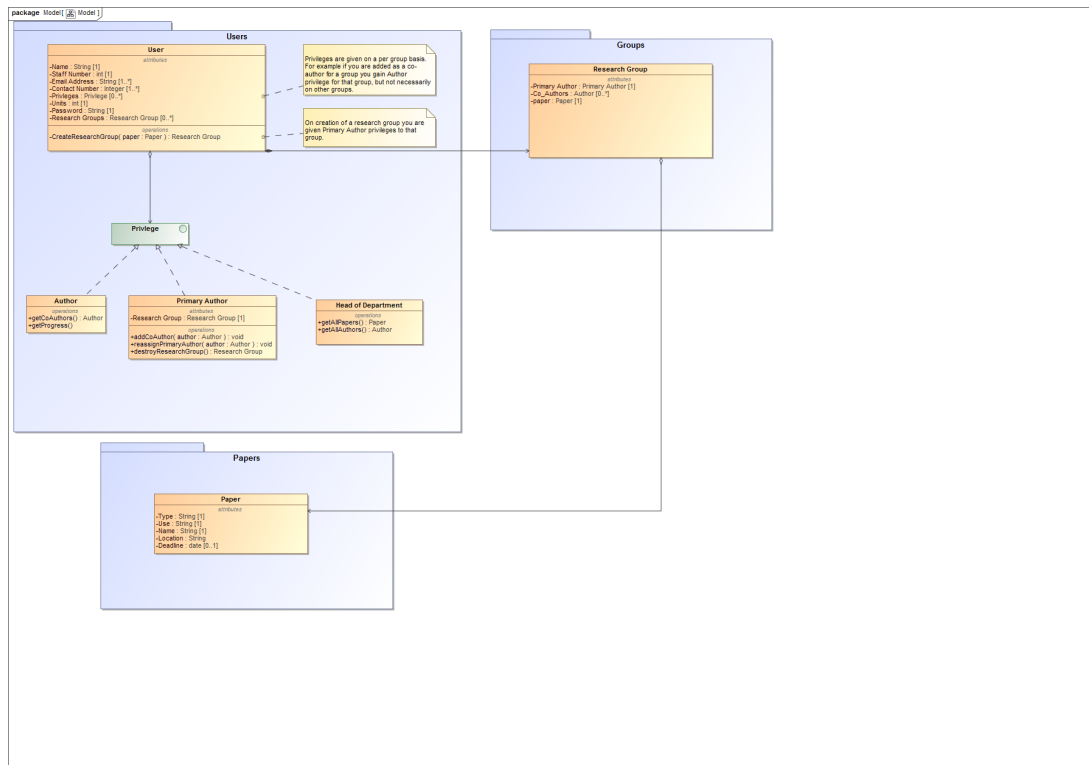 package Model [ Model ]
Users
User
attributes
-Name : String [1]
-Staff Number : int [1]
-Email Address : String [1..*]
-Contact Number : Integer [1..*]
-Privileges : Privilege [0..*]
-Units : int [1]
-Password : String [1]
-Research Groups : Research Group [0..*]
operations
-CreateResearchGroup( paper : Paper ) : Research Group
Privileges are given on a per group basis.
For example if you are added as a co-
author for a group you gain Author
privilege for that group, but not necessarily
on other groups.
On creation of a research group you are
given Primary Author privileges to that
group.
Privlege
Author
operations
+getCoAuthors() : Author
+getProgress()
Primary Author
attributes
-Research Group : Research Group [1]
operations
+addCoAuthor( author : Author ) : void
+reassignPrimaryAuthor( author : Author ) : void
+destroyResearchGroup() : Research Group
Head of Department
operations
+getAllPapers() : Paper
+getAllAuthors() : Author
Groups
Research Group
attributes
-Primary Author : Primary Author [1]
-Co_Authors : Author [0..*]
-paper : Paper [1]
Papers
Paper
attributes
-Type : String [1]
-Use : String [1]
-Name : String [1]
-Location : String
-Deadline : date [0..1]